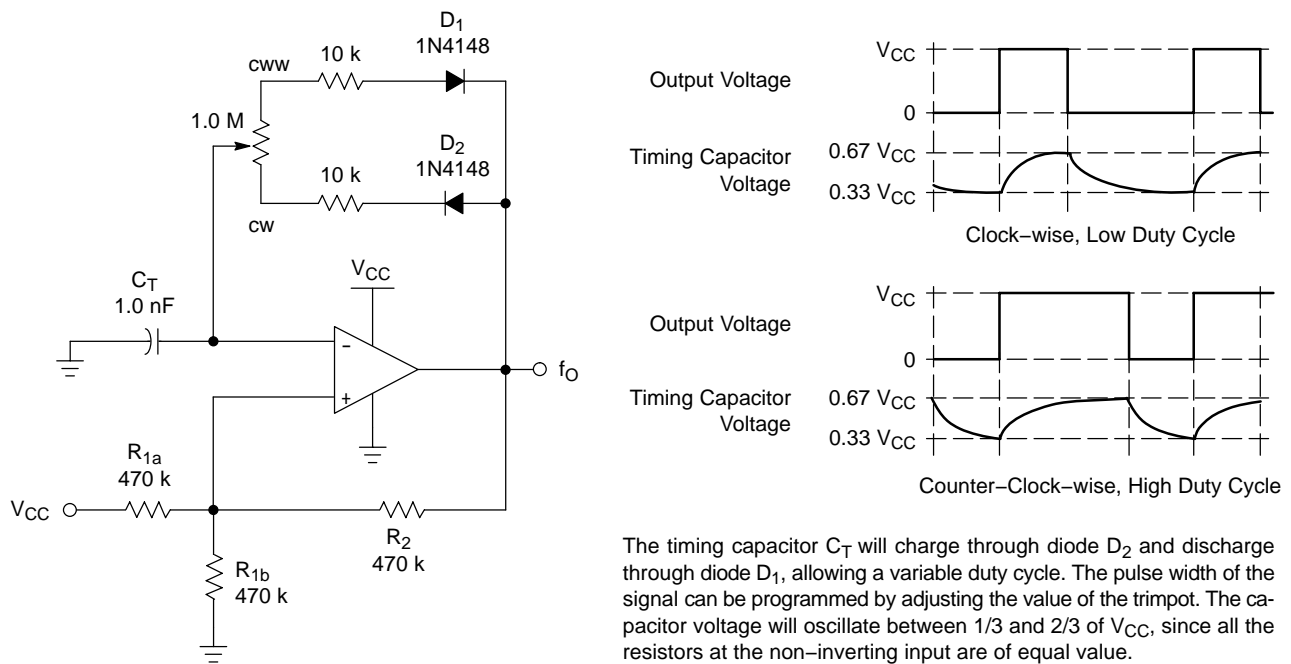 D1
1N4148
10 k
cww
1.0 M
D2
1N4148
10 k
cw
CT
1.0 nF
VCC
-
+
fO
R1a
470 k
VCC
R2
470 k
R1b
470 k
Output Voltage
VCC
0
Timing Capacitor
Voltage
0.67 VCC
0.33 VCC
Clock−wise, Low Duty Cycle
Output Voltage
VCC
0
Timing Capacitor
Voltage
0.67 VCC
0.33 VCC
Counter−Clock−wise, High Duty Cycle
The timing capacitor CT will charge through diode D2 and discharge
through diode D1, allowing a variable duty cycle. The pulse width of the
signal can be programmed by adjusting the value of the trimpot. The ca-
pacitor voltage will oscillate between 1/3 and 2/3 of VCC, since all the
resistors at the non−inverting input are of equal value.